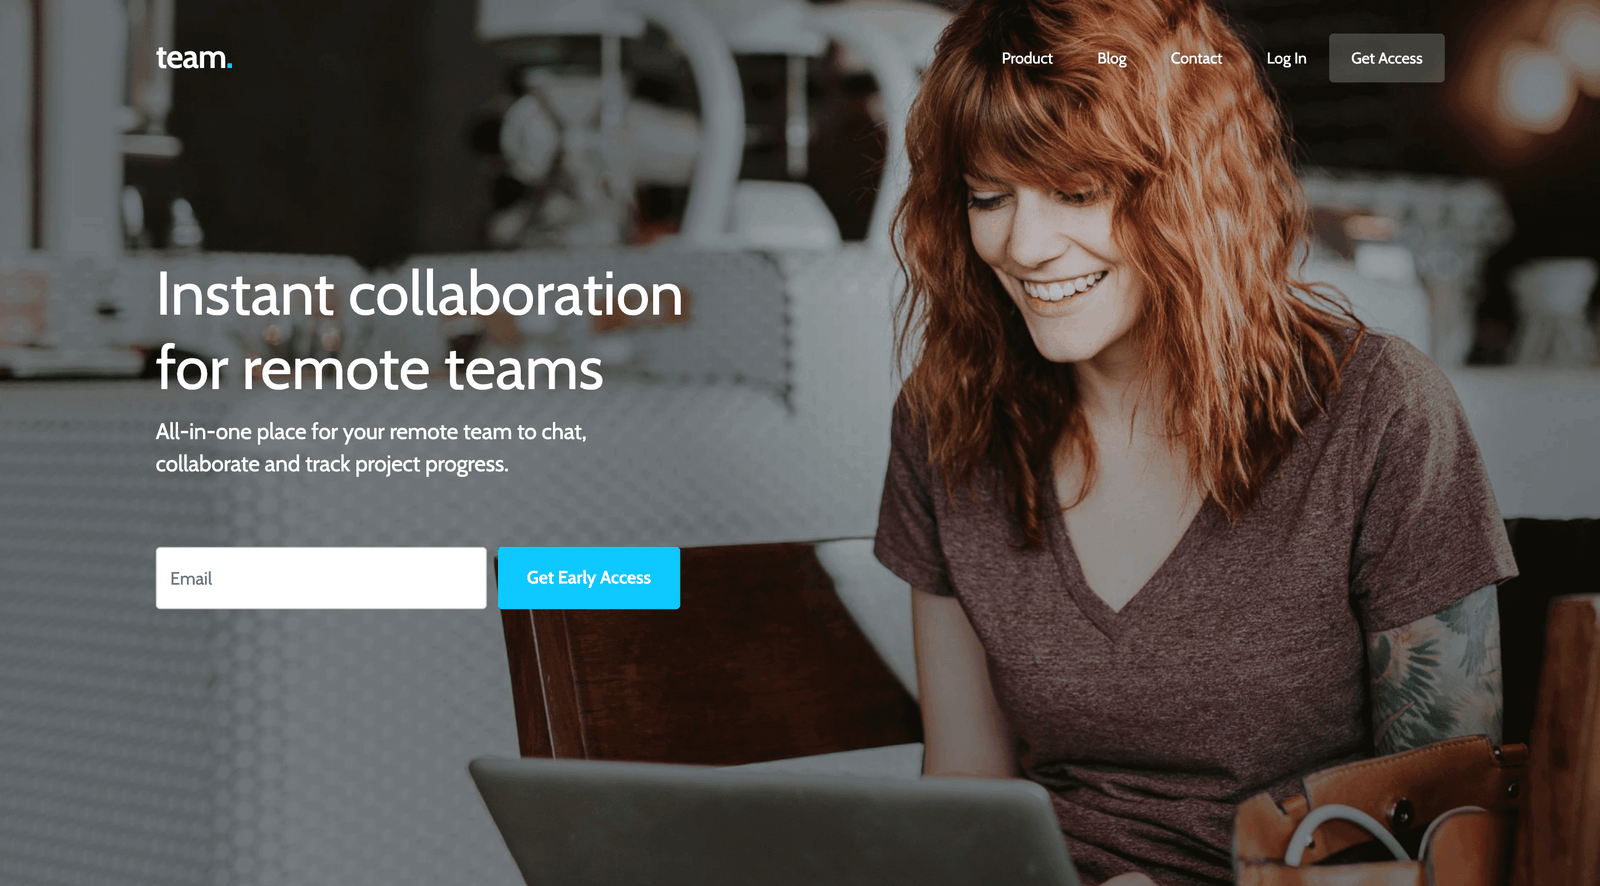 team.
Product
Blog
Contact
Log In
Get Access
Instant collaboration
for remote teams
All-in-one place for your remote team to chat,
collaborate and track project progress.
Email
Get Early Access